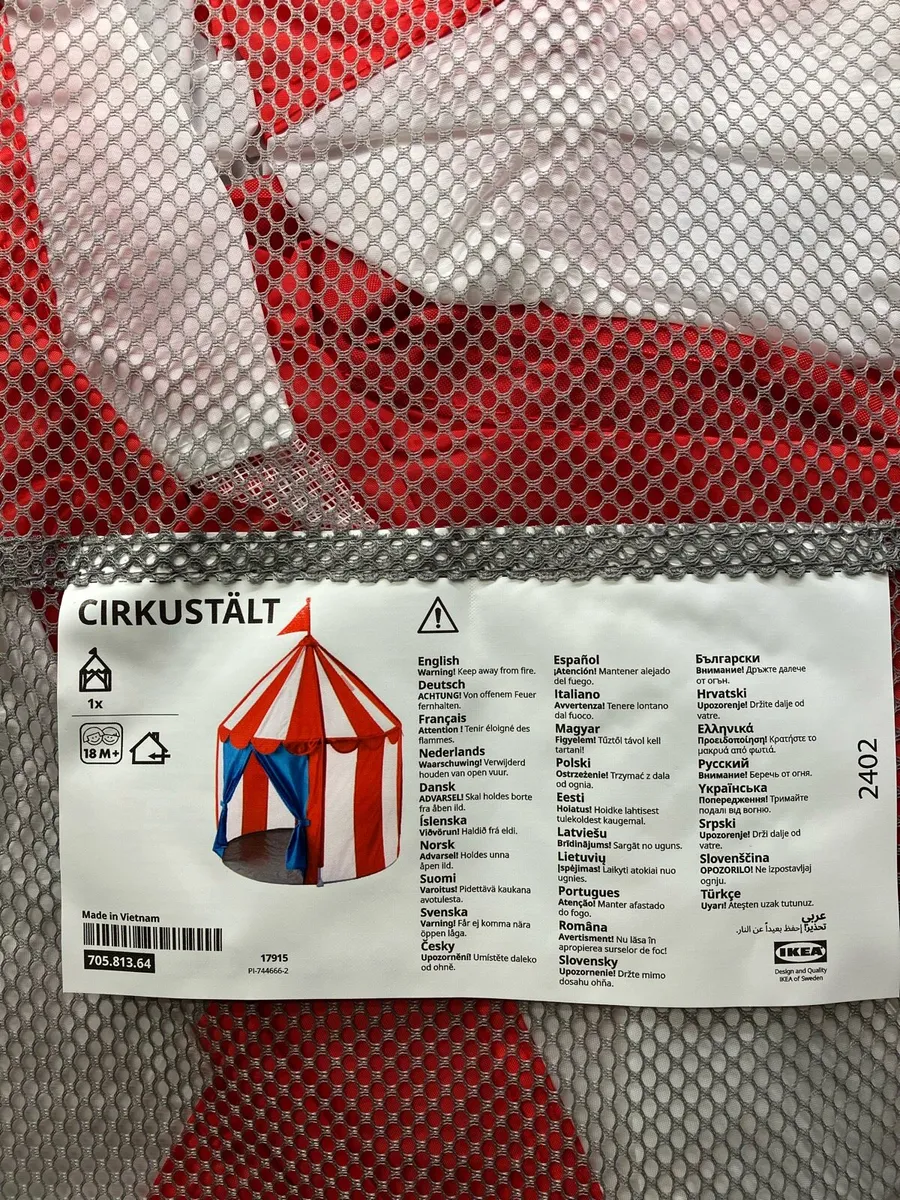 CIRKUSTÄLT
1x
18 M+
Made in Vietnam
705.813.64
17915
PI-744666-2
English
Warning! Keep away from fire.
Deutsch
ACHTUNG! Von offenem Feuer
fernhalten.
Français
Attention ! Tenir éloigné des
flammes.
Nederlands
Waarschuwing! Verwijderd
houden van open vuur.
Dansk
ADVARSEL! Skal holdes borte
fra åben ild.
Íslenska
Viðvörun! Haldið frá eldi.
Norsk
Advarsel! Holdes unna
åpen ild.
Suomi
Varoitus! Pidettävä kaukana
avotulesta.
Svenska
Varning! Får ej komma nära
öppen låga.
Česky
Upozornění! Umístěte daleko
od ohně.
Español
¡Atención! Mantener alejado
del fuego.
Italiano
Avvertenza! Tenere lontano
dal fuoco.
Magyar
Figyelem! Tűztől távol kell
tartani!
Polski
Ostrzeżenie! Trzymać z dala
od ognia.
Eesti
Hoiatus! Hoidke lahtisest
tulekoldest kaugemal.
Latviešu
Brīdinājums! Sargāt no uguns.
Lietuvių
Įspėjimas! Laikyti atokiai nuo
ugnies.
Portugues
Atenção! Manter afastado
do fogo.
Româna
Avertisment! Nu lăsa în
apropierea surselor de foc!
Slovensky
Upozornenie! Držte mimo
dosahu ohňa.
Български
Внимание! Дръжте далече
от огън.
Hrvatski
Upozorenje! Držite dalje od
vatre.
Ελληνικά
Προειδοποίηση! Κρατήστε το
μακρυά από φωτιά.
Русский
Внимание! Беречь от огня.
Українська
Попередження! Тримайте
подалі від вогню.
Srpski
Upozorenje! Drži dalje od
vatre.
Slovenščina
OPOZORILO! Ne izpostavljaj
ognju.
Türkçe
Uyarı! Ateşten uzak tutunuz.
عربي
تحذير! إحفظ بعيداً عن النار.
IKEA
Design and Quality
IKEA of Sweden
2402